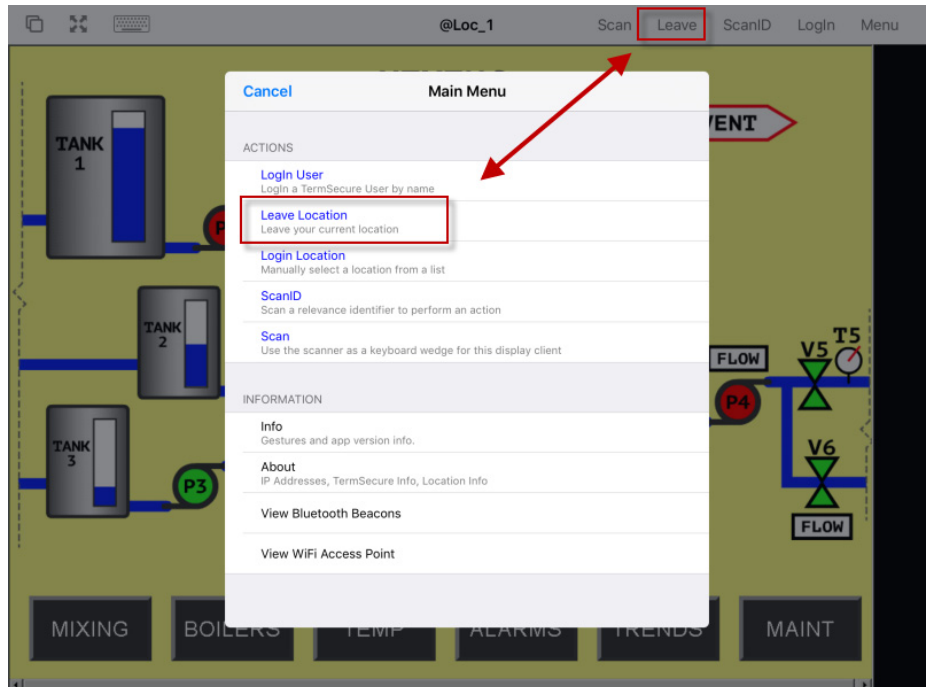 @Loc_1 Scan Leave ScanID LogIn Menu
Cancel Main Menu
VENT
TANK
1
ACTIONS
LogIn User
LogIn a TermSecure User by name
Leave Location
Leave your current location
Login Location
Manually select a location from a list
ScanID
Scan a relevance identifier to perform an action
Scan
Use the scanner as a keyboard wedge for this display client
TANK
2
FLOW
V5
T5
P4
INFORMATION
Info
Gestures and app version info.
About
IP Addresses, TermSecure Info, Location Info
View Bluetooth Beacons
View WiFi Access Point
TANK
3
P3
V6
FLOW
MIXING BOILERS TEMP ALARMS TRENDS MAINT